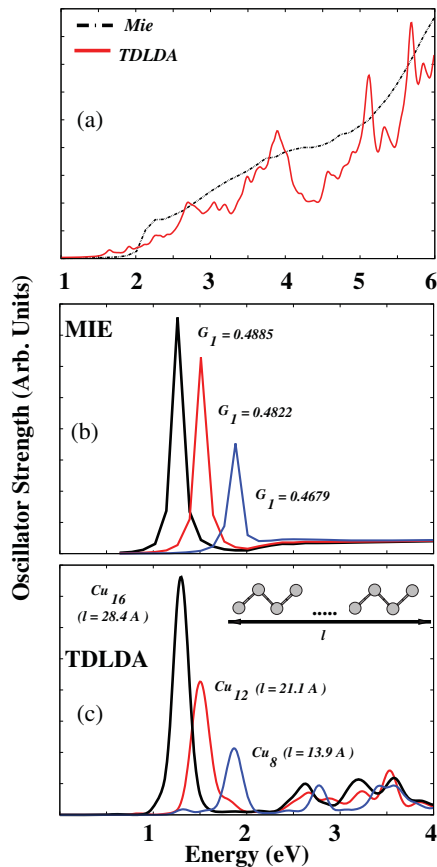 Mie
TDLDA
(a)
1 2 3 4 5 6
Oscillator Strength (Arb. Units)
MIE
G1 = 0.4885
(b)
G1 = 0.4822
G1 = 0.4679
Cu16
(l = 28.4 A)
.....
l
TDLDA
Cu12 (l = 21.1 A)
(c)
Cu8 (l = 13.9 A)
1 2 3 4
Energy (eV)